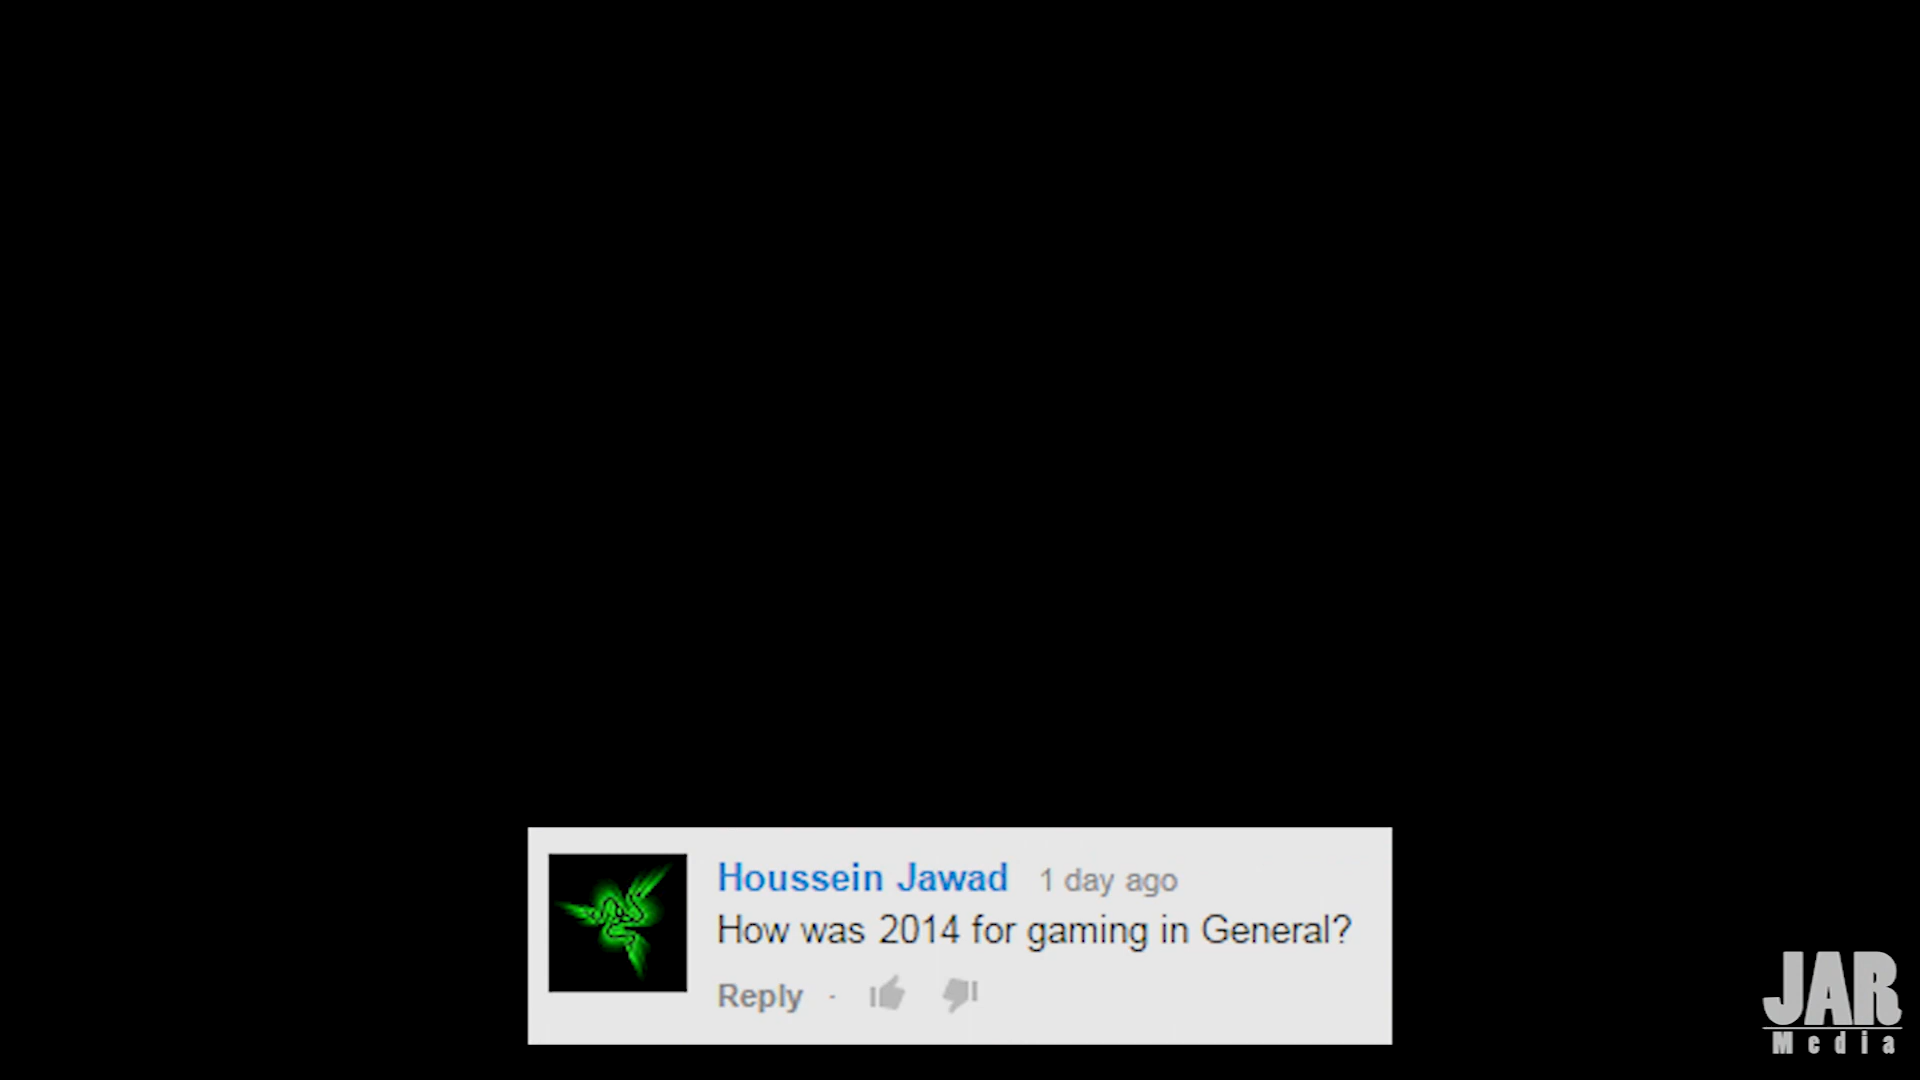 Houssein Jawad 1 day ago
How was 2014 for gaming in General?
Reply ·
JAR
Media